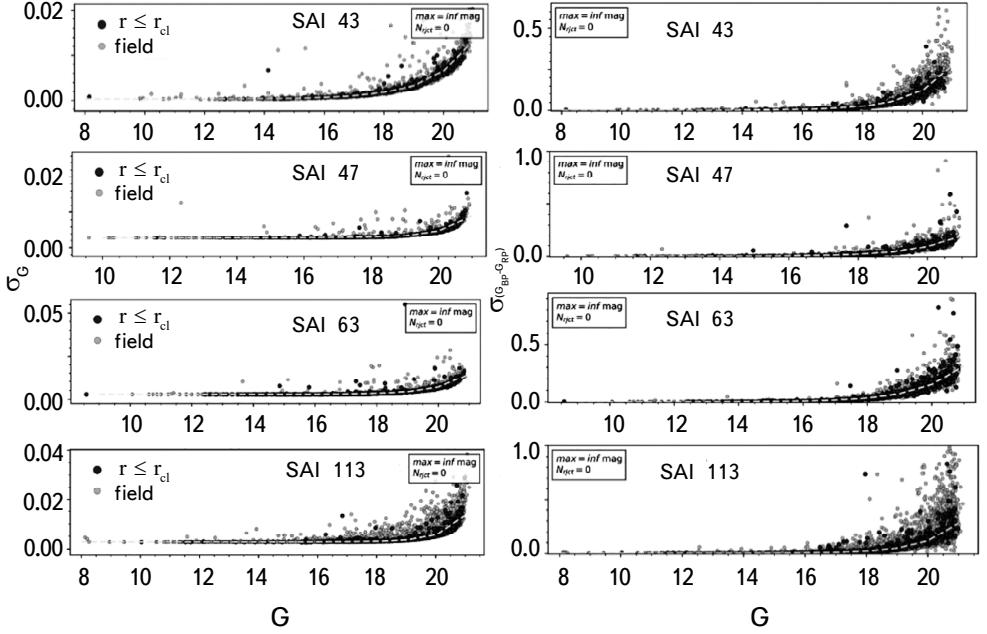 0.02
0.00
r ≤ r_cl
field
SAI 43
max = inf mag
N_rjct = 0
8 10 12 14 16 18 20
0.5
0.0
max = inf mag
N_rjct = 0
SAI 43
8 10 12 14 16 18 20
0.02
0.00
r ≤ r_cl
field
SAI 47
max = inf mag
N_rjct = 0
10 12 14 16 18 20
1.0
0.5
0.0
max = inf mag
N_rjct = 0
SAI 47
10 12 14 16 18 20
σ_G
σ_(G_BP-G_RP)
0.05
0.00
r ≤ r_cl
field
SAI 63
max = inf mag
N_rjct = 0
10 12 14 16 18 20
0.5
0.0
max = inf mag
N_rjct = 0
SAI 63
8 10 12 14 16 18 20
0.04
0.02
0.00
r ≤ r_cl
field
SAI 113
max = inf mag
N_rjct = 0
8 10 12 14 16 18 20
1.0
0.5
0.0
max = inf mag
N_rjct = 0
SAI 113
8 10 12 14 16 18 20
G
G